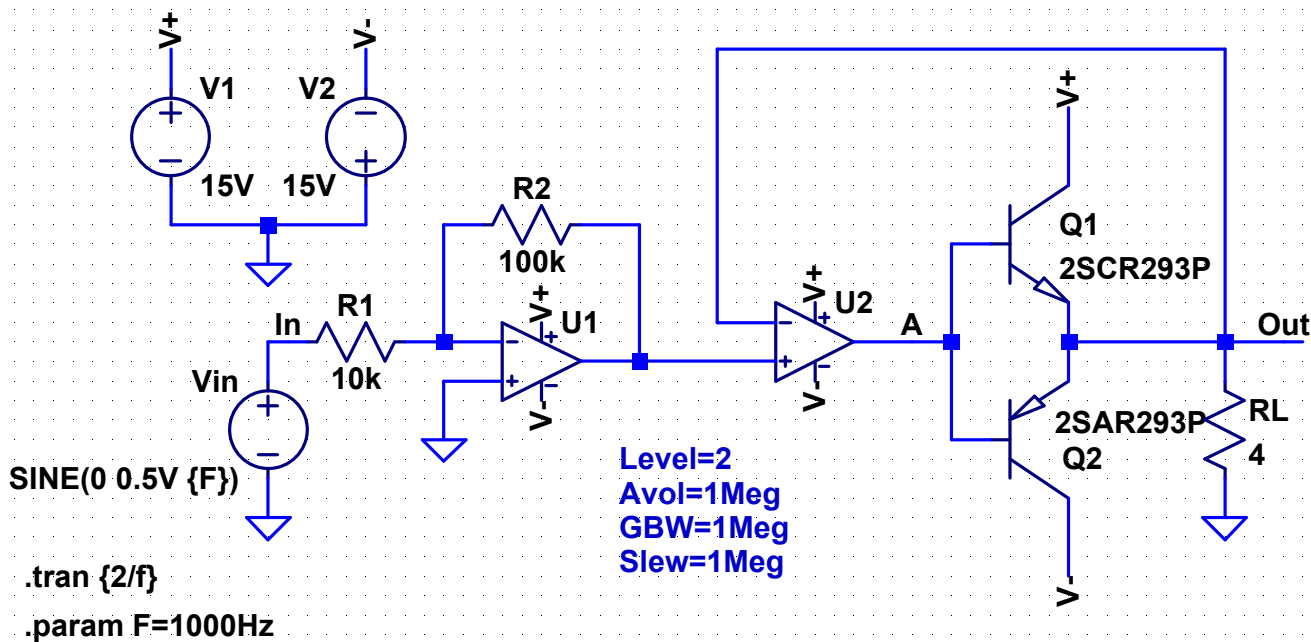 V+
V-
V1
V2
15V
15V
R2
100k
V+
Q1
2SCR293P
V+
V+
U2
R1
U1
In
A
Out
10k
Vin
V-
V-
2SAR293P
RL
Q2
4
SINE(0 0.5V {F})
Level=2
Avol=1Meg
GBW=1Meg
Slew=1Meg
V-
.tran {2/f}
.param F=1000Hz